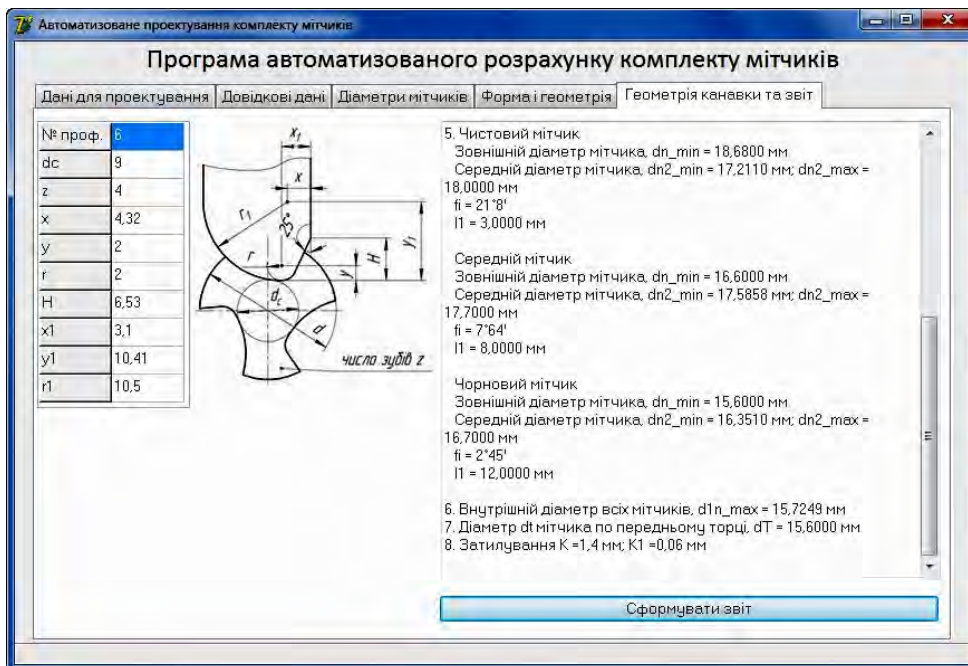 Автоматизоване проектування комплекту мітчиків
Програма автоматизованого розрахунку комплекту мітчиків
Дані для проектування Довідкові дані Діаметри мітчиків Форма і геометрія Геометрія канавки та звіт
№ проф. 6
dc 9
z 4
x 4,32
y 2
r 2
H 6,53
x1 3,1
y1 10,41
r1 10,5
x₁
x
r₁
25°
r
y
H
y₁
d_c
d
число зубів z
5. Чистовий мітчик
Зовнішній діаметр мітчика, dn_min = 18,6800 мм
Середній діаметр мітчика, dn2_min = 17,2110 мм; dn2_max =
18,0000 мм
fi = 21°8'
l1 = 3,0000 мм
Середній мітчик
Зовнішній діаметр мітчика, dn_min = 16,6000 мм
Середній діаметр мітчика, dn2_min = 17,5858 мм; dn2_max =
17,7000 мм
fi = 7°64'
l1 = 8,0000 мм
Чорновий мітчик
Зовнішній діаметр мітчика, dn_min = 15,6000 мм
Середній діаметр мітчика, dn2_min = 16,3510 мм; dn2_max =
16,7000 мм
fi = 2°45'
l1 = 12,0000 мм
6. Внутрішній діаметр всіх мітчиків, d1n_max = 15,7249 мм
7. Діаметр dt мітчика по передньому торці, dT = 15,6000 мм
8. Затилування K =1,4 мм; K1 =0,06 мм
Сформувати звіт